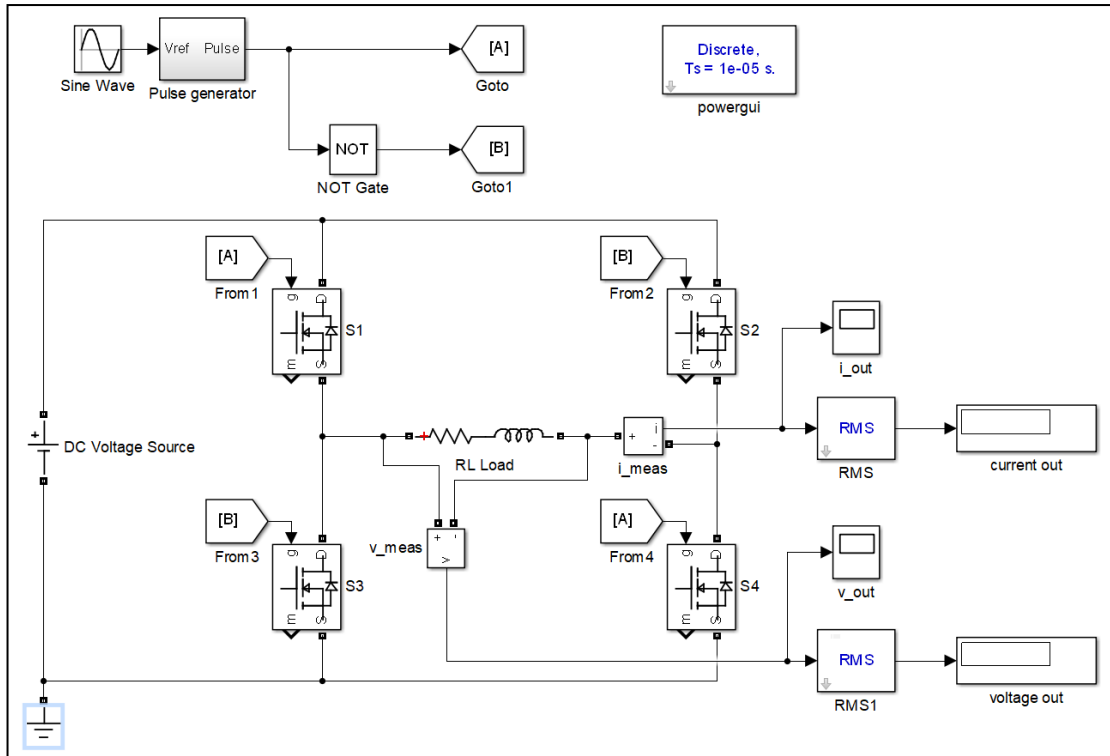 Vref Pulse
Sine Wave
Pulse generator
[A]
Goto
Discrete,
Ts = 1e-05 s.
powergui
NOT
NOT Gate
[B]
Goto1
[A]
From1
g
D
S1
m
S
[B]
From2
g
D
S2
m
S
i_out
+
DC Voltage Source
+
RL Load
+
i
-
i_meas
RMS
RMS
current out
[B]
From3
g
D
S3
m
S
+
-
v
v_meas
[A]
From4
g
D
S4
m
S
v_out
RMS
RMS1
voltage out